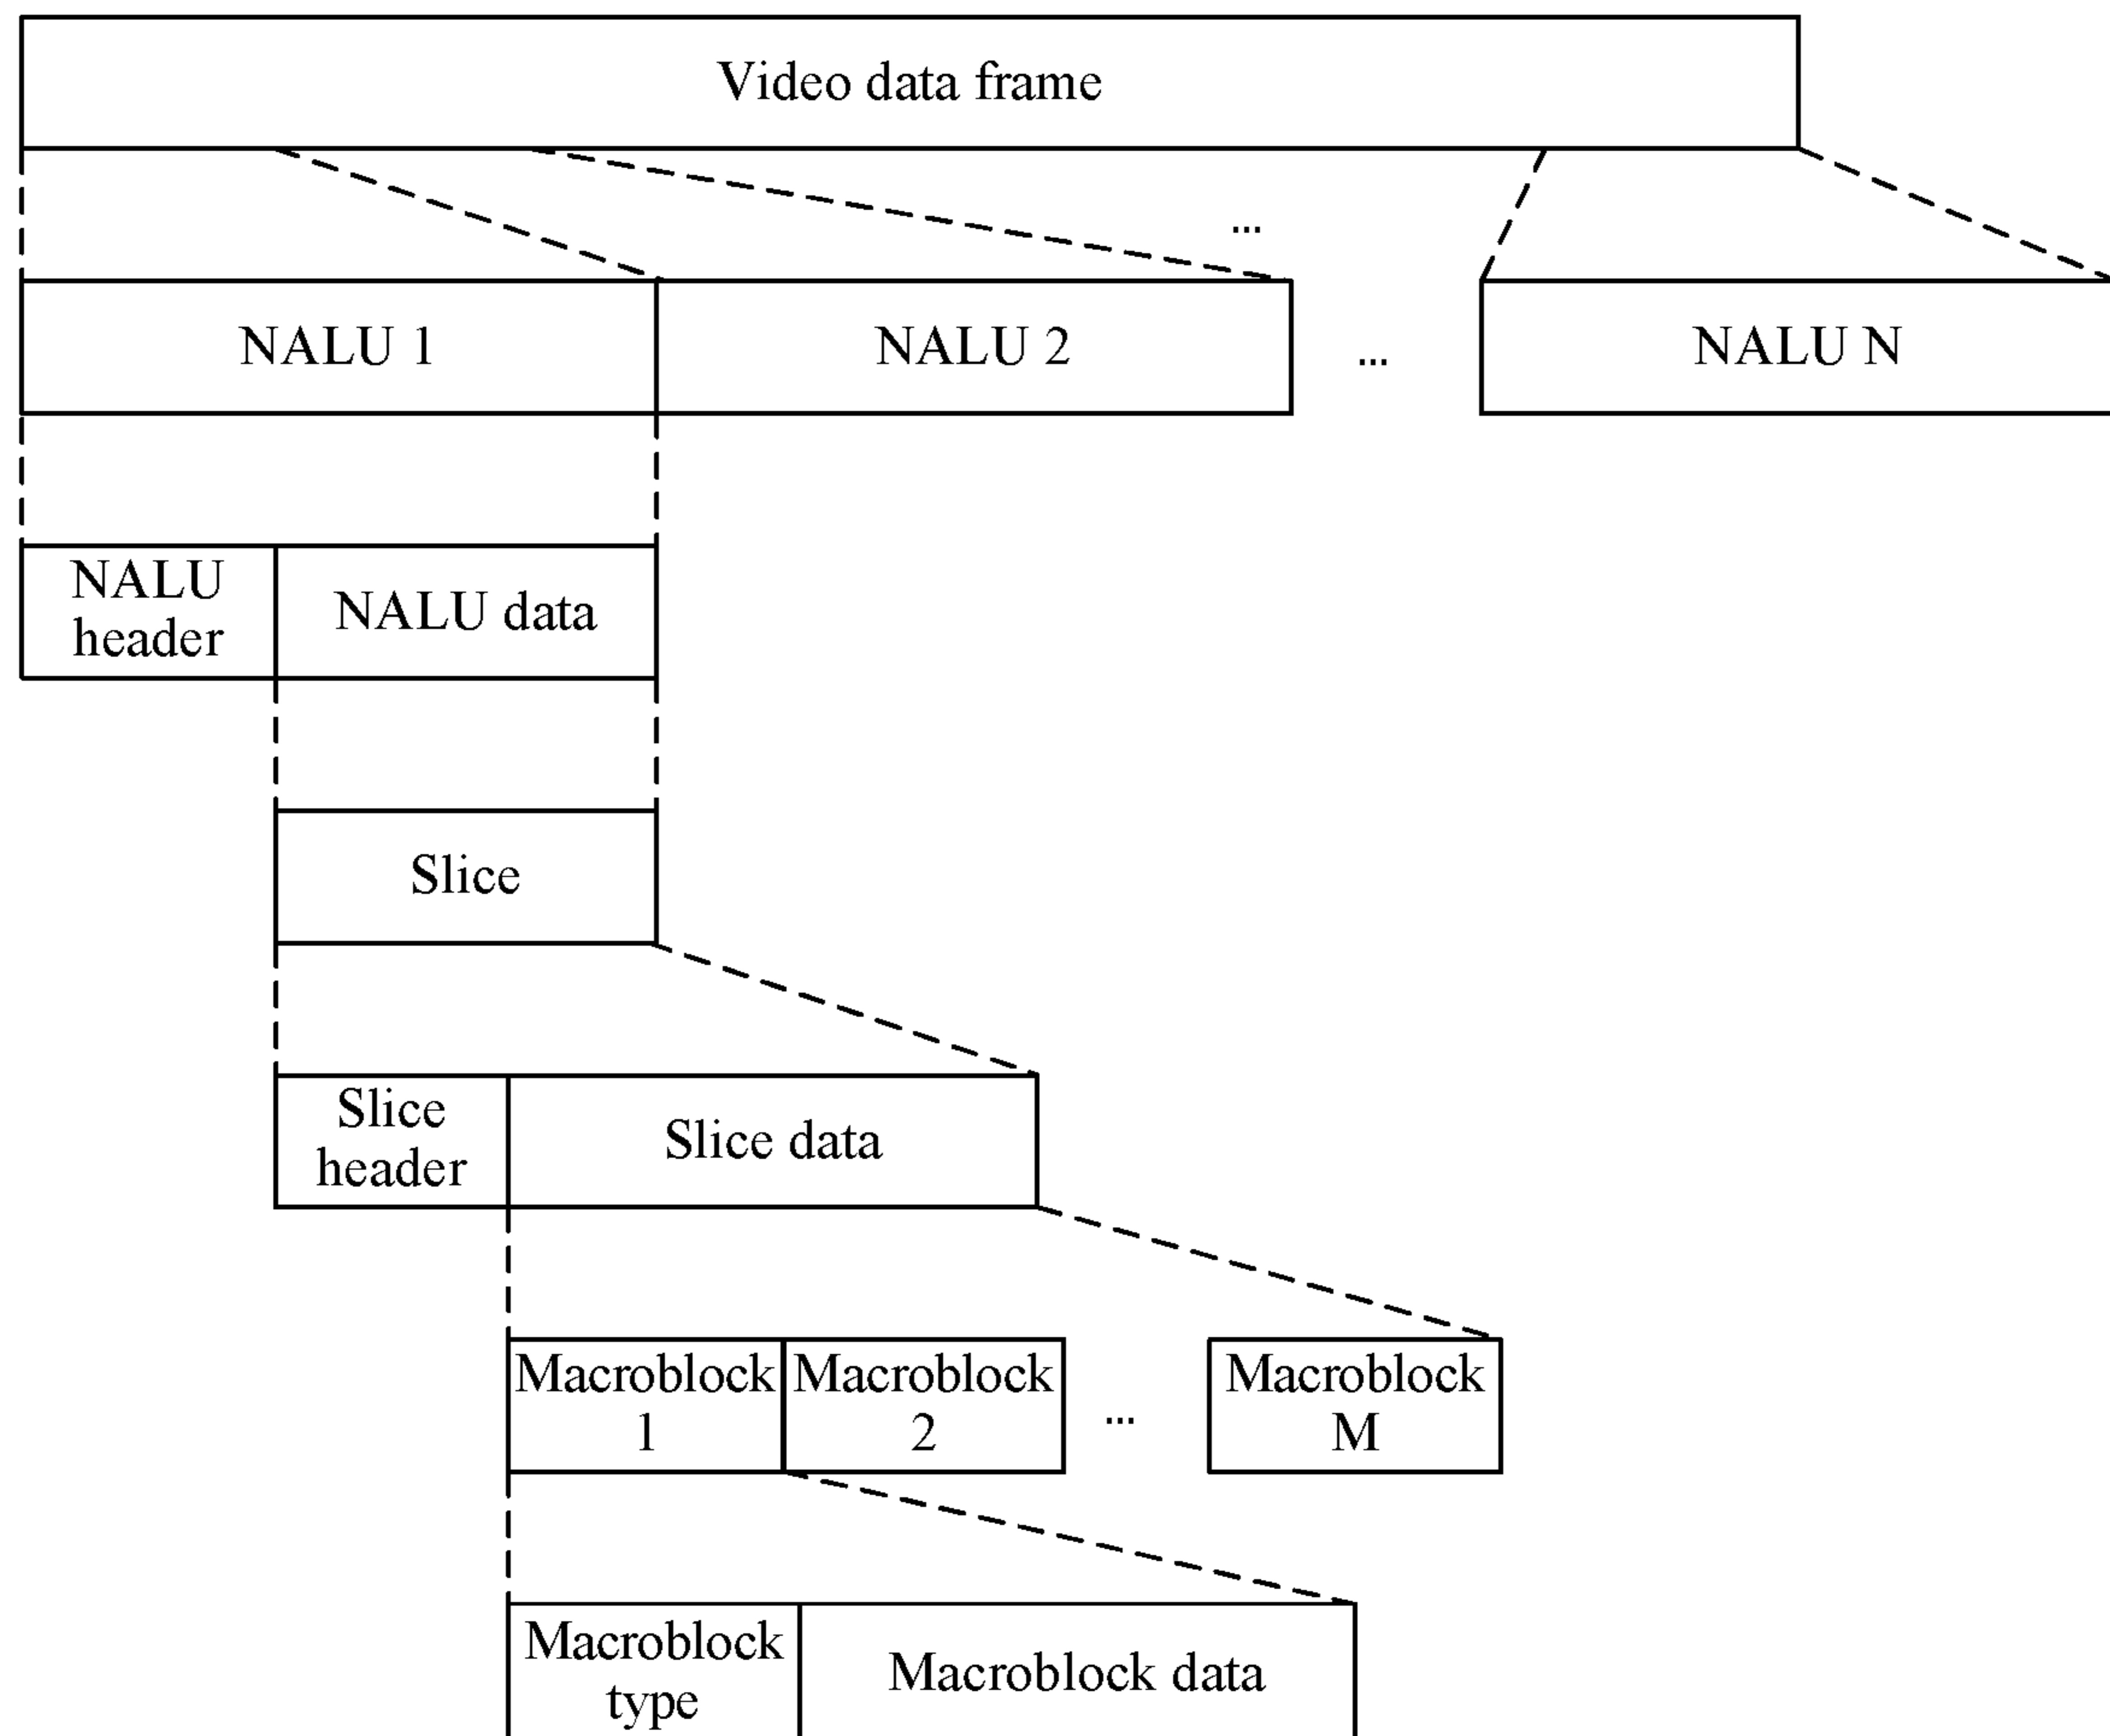 Video data frame
...
NALU 1
NALU 2
...
NALU N
NALU
header
NALU data
Slice
Slice
header
Slice data
Macroblock
1
Macroblock
2
...
Macroblock
M
Macroblock
type
Macroblock data